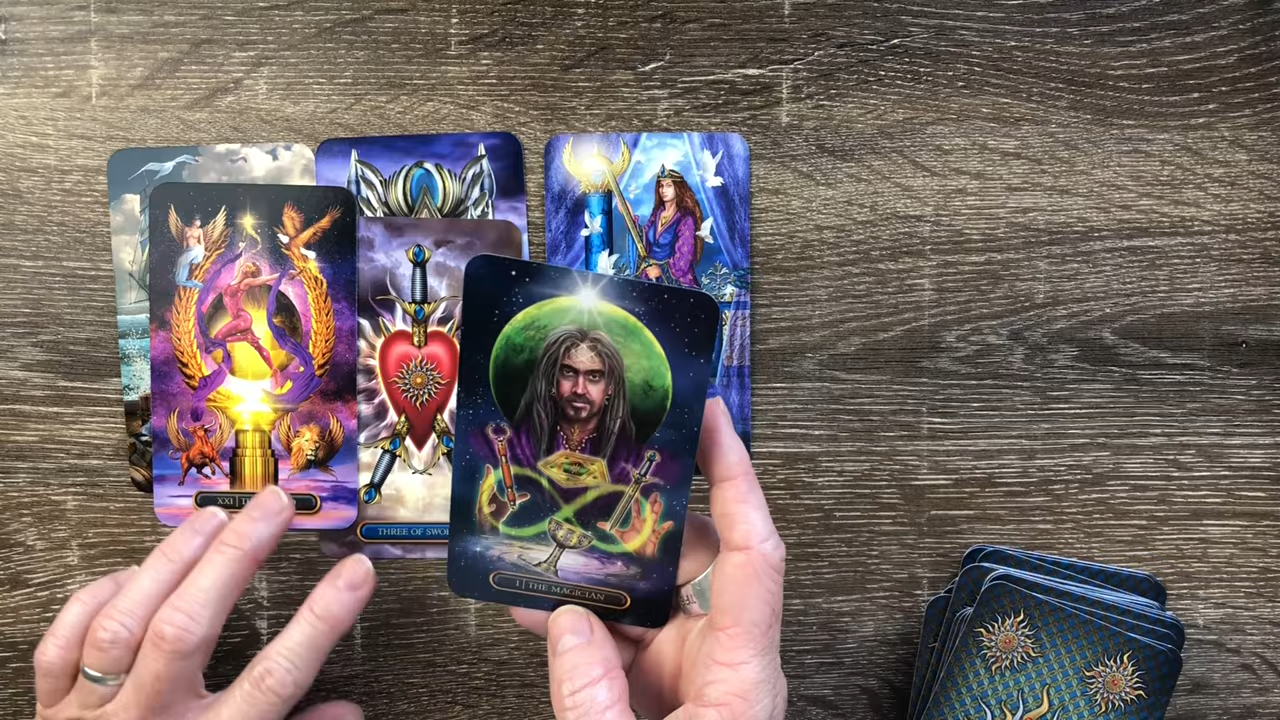 XXI | TH
THREE OF SWO
I | THE MAGICIAN